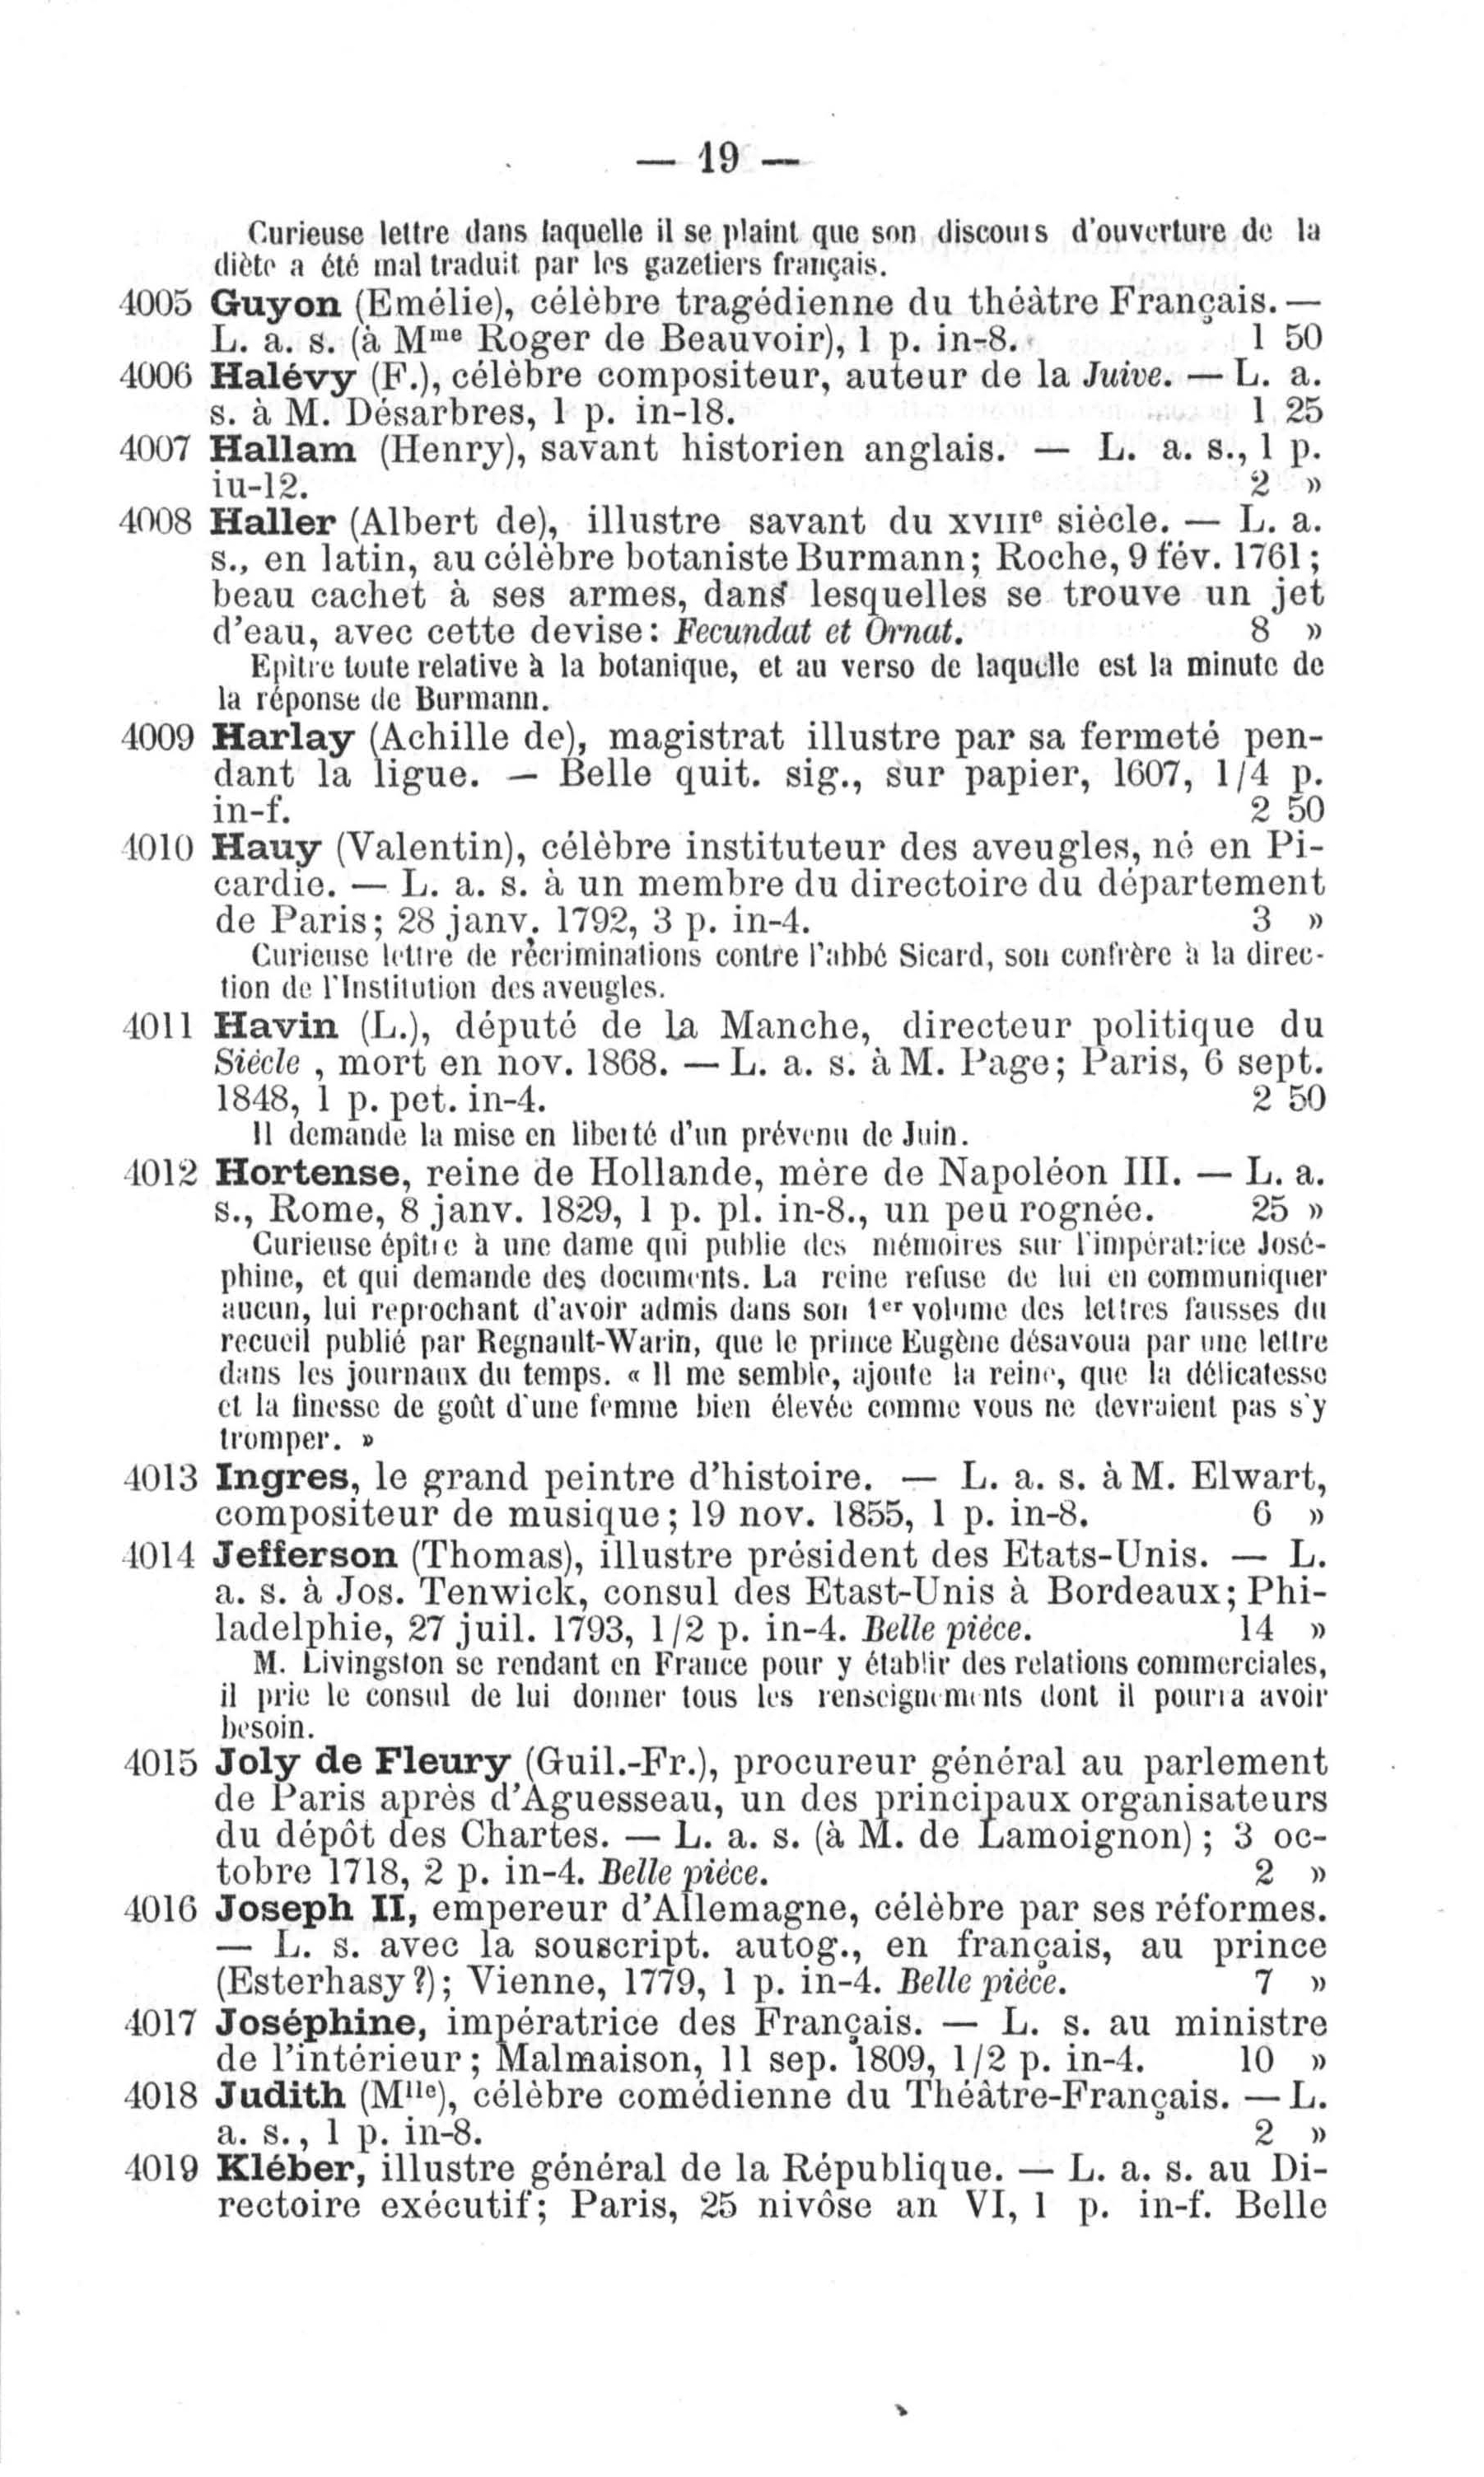 — 19 —
Curieuse lettre dans laquelle il se plaint que son discours d'ouverture de la
diète a été mal traduit par les gazetiers français.
4005 Guyon (Emélie), célèbre tragédienne du théâtre Français. —
L. a. s. (à Mme Roger de Beauvoir), 1 p. in-8. 1 50
4006 Halévy (F.), célèbre compositeur, auteur de la Juive. — L. a.
s. à M. Désarbres, 1 p. in-18. 1 25
4007 Hallam (Henry), savant historien anglais. — L. a. s., 1 p.
iu-12. 2 »
4008 Haller (Albert de), illustre savant du XVIIIe siècle. — L. a.
s., en latin, au célèbre botaniste Burmann; Roche, 9 fév. 1761;
beau cachet à ses armes, dans lesquelles se trouve un jet
d'eau, avec cette devise: Fecundat et Ornat. 8 »
Epitre toute relative à la botanique, et au verso de laquelle est la minute de
la réponse de Burmann.
4009 Harlay (Achille de), magistrat illustre par sa fermeté pen-
dant la ligue. — Belle quit. sig., sur papier, 1607, 1/4 p.
in-f. 2 50
4010 Hauy (Valentin), célèbre instituteur des aveugles, né en Pi-
cardie. — L. a. s. à un membre du directoire du département
de Paris; 28 janv. 1792, 3 p. in-4. 3 »
Curieuse lettre de récriminations contre l'abbé Sicard, son confrère à la direc-
tion de l'Institution des aveugles.
4011 Havin (L.), député de la Manche, directeur politique du
Siècle , mort en nov. 1868. — L. a. s. à M. Page; Paris, 6 sept.
1848, 1 p. pet. in-4. 2 50
Il demande la mise en liberté d'un prévenu de Juin.
4012 Hortense, reine de Hollande, mère de Napoléon III. — L. a.
s., Rome, 8 janv. 1829, 1 p. pl. in-8., un peu rognée. 25 »
Curieuse épître à une dame qui publie des mémoires sur l'impératrice José-
phine, et qui demande des documents. La reine refuse de lui en communiquer
aucun, lui reprochant d'avoir admis dans son 1er volume des lettres fausses du
recueil publié par Regnault-Warin, que le prince Eugène désavoua par une lettre
dans les journaux du temps. « Il me semble, ajoute la reine, que la délicatesse
et la finesse de goût d'une femme bien élevée comme vous ne devraient pas s'y
tromper. »
4013 Ingres, le grand peintre d'histoire. — L. a. s. à M. Elwart,
compositeur de musique; 19 nov. 1855, 1 p. in-8. 6 »
4014 Jefferson (Thomas), illustre président des Etats-Unis. — L.
a. s. à Jos. Tenwick, consul des Etast-Unis à Bordeaux; Phi-
ladelphie, 27 juil. 1793, 1/2 p. in-4. Belle pièce. 14 »
M. Livingston se rendant en France pour y établir des relations commerciales,
il prie le consul de lui donner tous les renseignements dont il pourra avoir
besoin.
4015 Joly de Fleury (Guil.-Fr.), procureur général au parlement
de Paris après d'Aguesseau, un des principaux organisateurs
du dépôt des Chartes. — L. a. s. (à M. de Lamoignon); 3 oc-
tobre 1718, 2 p. in-4. Belle pièce. 2 »
4016 Joseph II, empereur d'Allemagne, célèbre par ses réformes.
— L. s. avec la souscript. autog., en français, au prince
(Esterhasy?); Vienne, 1779, 1 p. in-4. Belle pièce. 7 »
4017 Joséphine, impératrice des Français. — L. s. au ministre
de l'intérieur; Malmaison, 11 sep. 1809, 1/2 p. in-4. 10 »
4018 Judith (Mlle), célèbre comédienne du Théâtre-Français. — L.
a. s., 1 p. in-8. 2 »
4019 Kléber, illustre général de la République. — L. a. s. au Di-
rectoire exécutif; Paris, 25 nivôse an VI, 1 p. in-f. Belle